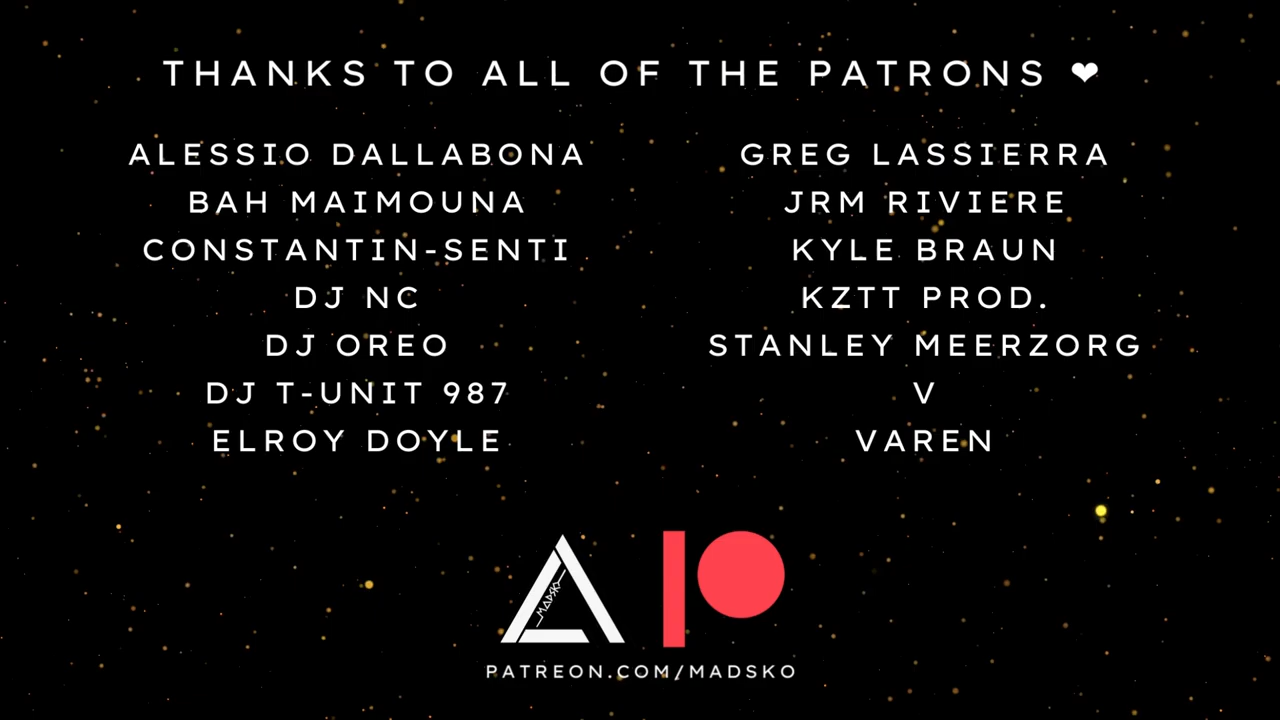 THANKS TO ALL OF THE PATRONS ❤
ALESSIO DALLABONA
BAH MAIMOUNA
CONSTANTIN-SENTI
DJ NC
DJ OREO
DJ T-UNIT 987
ELROY DOYLE
GREG LASSIERRA
JRM RIVIERE
KYLE BRAUN
KZTT PROD.
STANLEY MEERZORG
V
VAREN
MADSKO
PATREON.COM/MADSKO